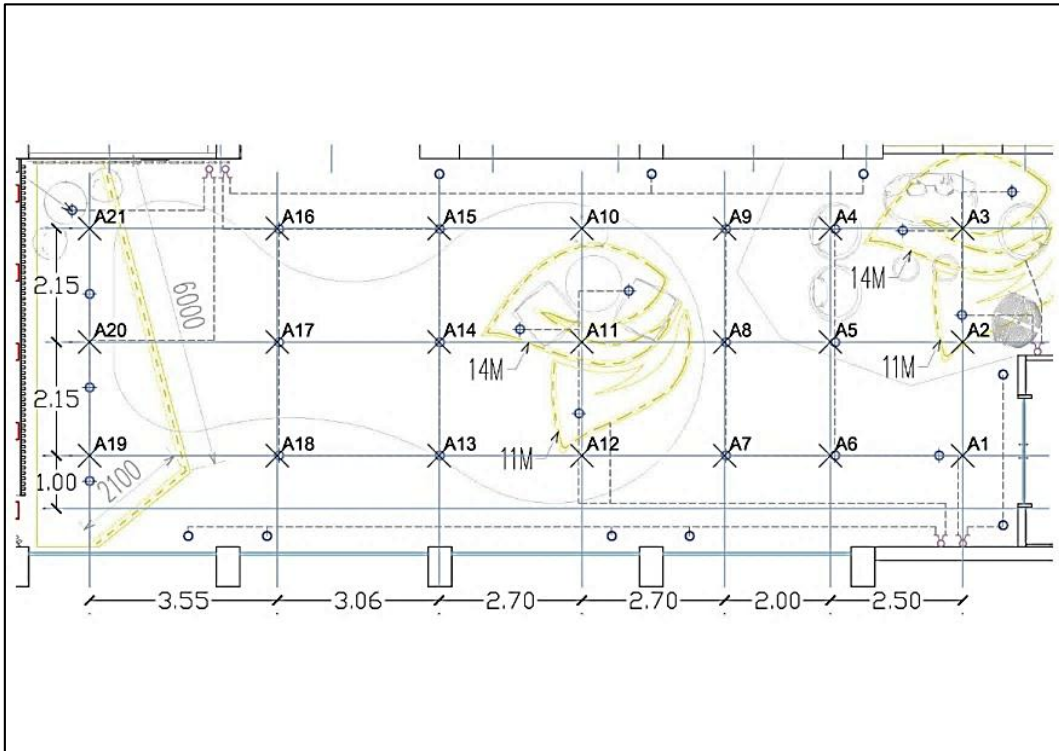 A21 A16 A15 A10 A9 A4 A3
14M
2.15 6000
A20 A17 A14 A11 A8 A5 A2
14M 11M
2.15
A19 A18 A13 A12 A7 A6 A1
11M
1.00 2100
3.55 3.06 2.70 2.70 2.00 2.50